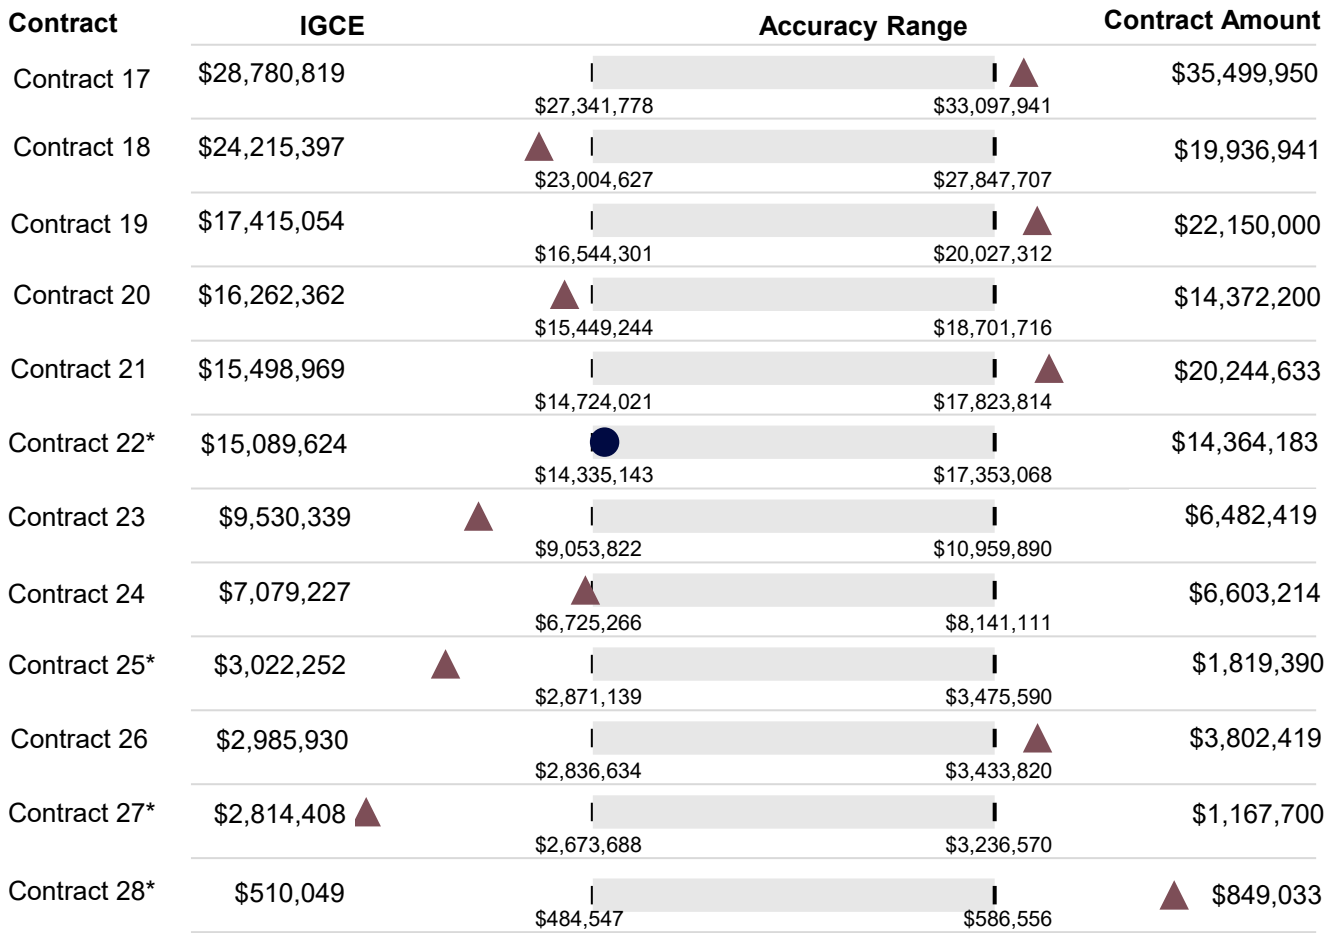 Contract IGCE Accuracy Range Contract Amount
Contract 17 $28,780,819 $35,499,950
$27,341,778 $33,097,941
Contract 18 $24,215,397 $19,936,941
$23,004,627 $27,847,707
Contract 19 $17,415,054 $22,150,000
$16,544,301 $20,027,312
Contract 20 $16,262,362 $14,372,200
$15,449,244 $18,701,716
Contract 21 $15,498,969 $20,244,633
$14,724,021 $17,823,814
Contract 22* $15,089,624 $14,364,183
$14,335,143 $17,353,068
Contract 23 $9,530,339 $6,482,419
$9,053,822 $10,959,890
Contract 24 $7,079,227 $6,603,214
$6,725,266 $8,141,111
Contract 25* $3,022,252 $1,819,390
$2,871,139 $3,475,590
Contract 26 $2,985,930 $3,802,419
$2,836,634 $3,433,820
Contract 27* $2,814,408 $1,167,700
$2,673,688 $3,236,570
Contract 28* $510,049 $849,033
$484,547 $586,556